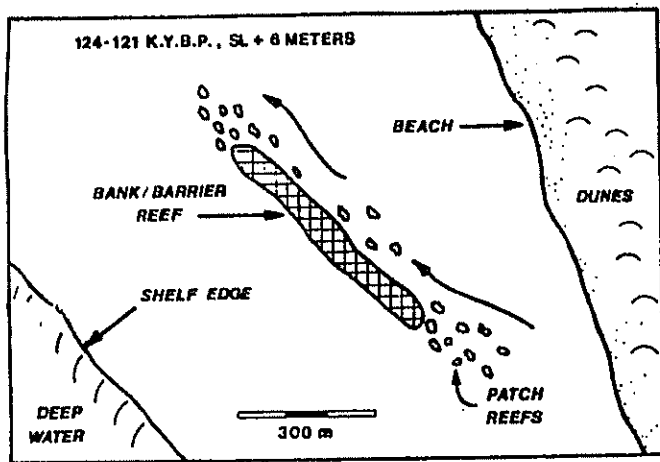 124-121 K.Y.B.P., SL + 6 METERS
BEACH
BANK/BARRIER
REEF
DUNES
SHELF EDGE
DEEP
WATER
300 m
PATCH
REEFS